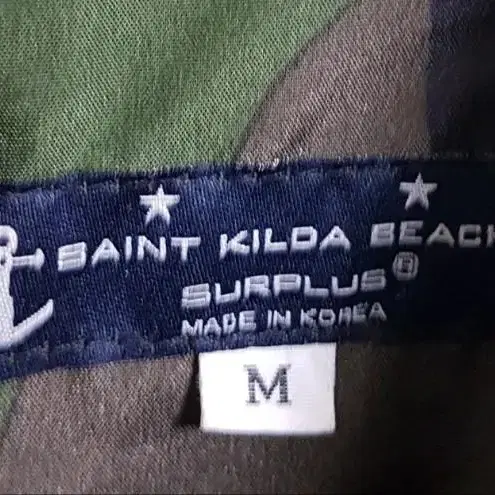 SAINT KILDA BEACH
SURPLUS®
MADE IN KOREA
M